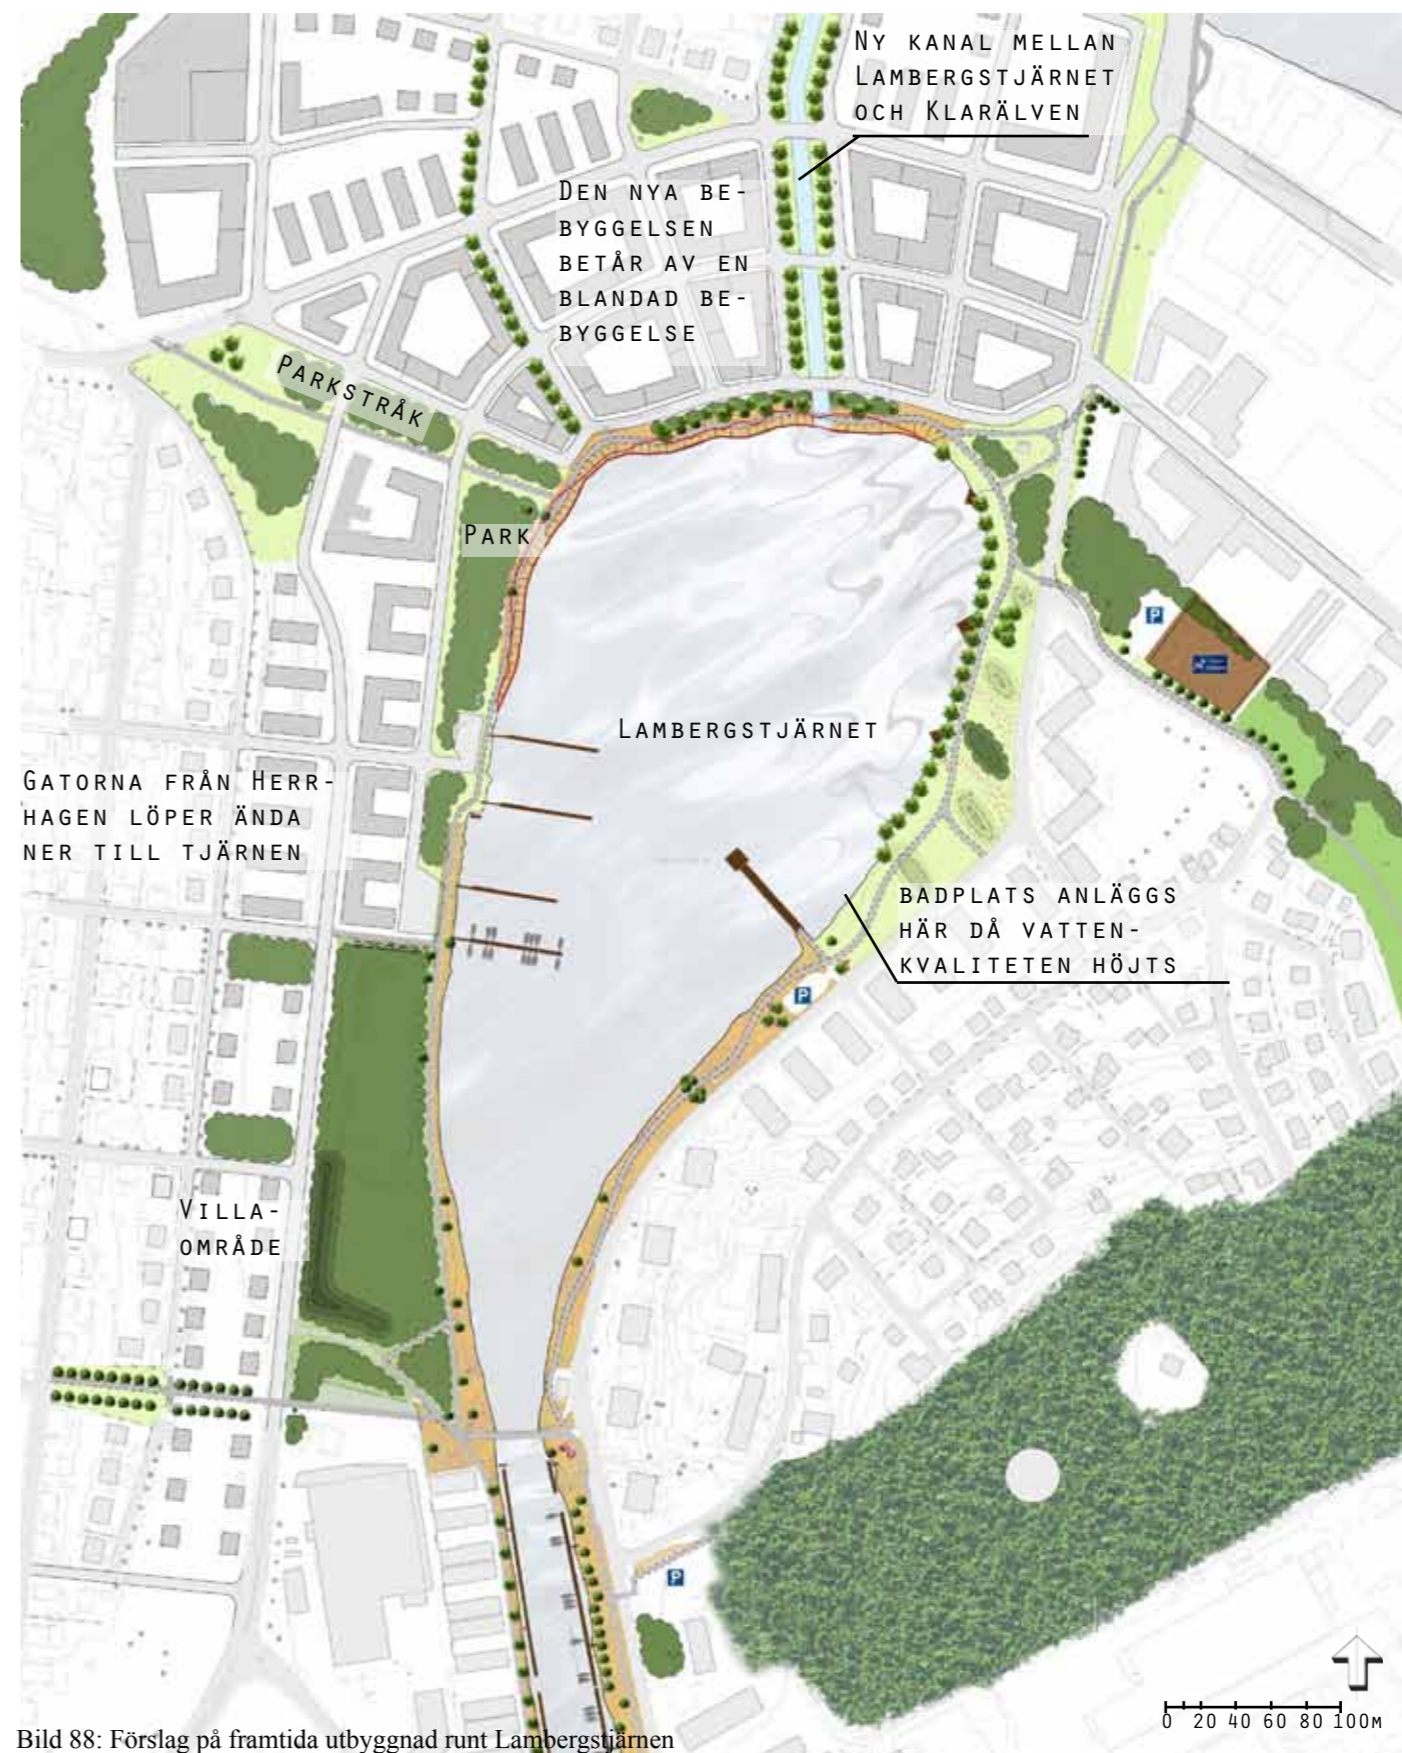 Ny kanal mellan
Lambergstjärnet
och Klarälven
Den nya be-
byggelsen
betår av en
blandad be-
byggelse
Parkstråk
Park
P
Lambergstjärnet
Gatorna från Herr-
hagen löper ända
ner till tjärnen
badplats anläggs
här då vatten-
kvaliteten höjts
P
Villa-
område
P
0 20 40 60 80 100m
Bild 88: Förslag på framtida utbyggnad runt Lambergstjärnen